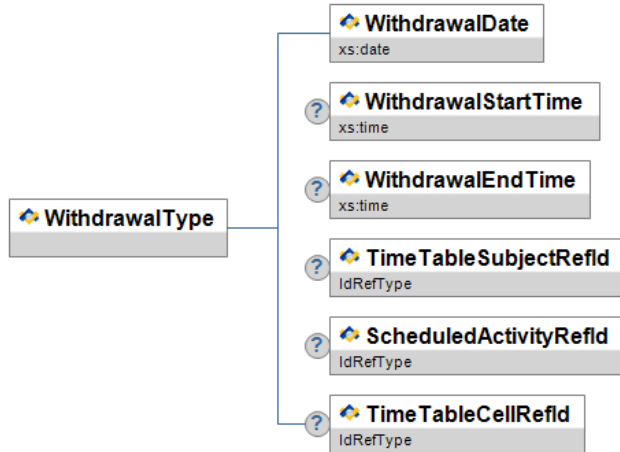 WithdrawalDate
xs:date
? WithdrawalStartTime
xs:time
? WithdrawalEndTime
xs:time
WithdrawalType
? TimeTableSubjectRefId
IdRefType
? ScheduledActivityRefId
IdRefType
? TimeTableCellRefId
IdRefType